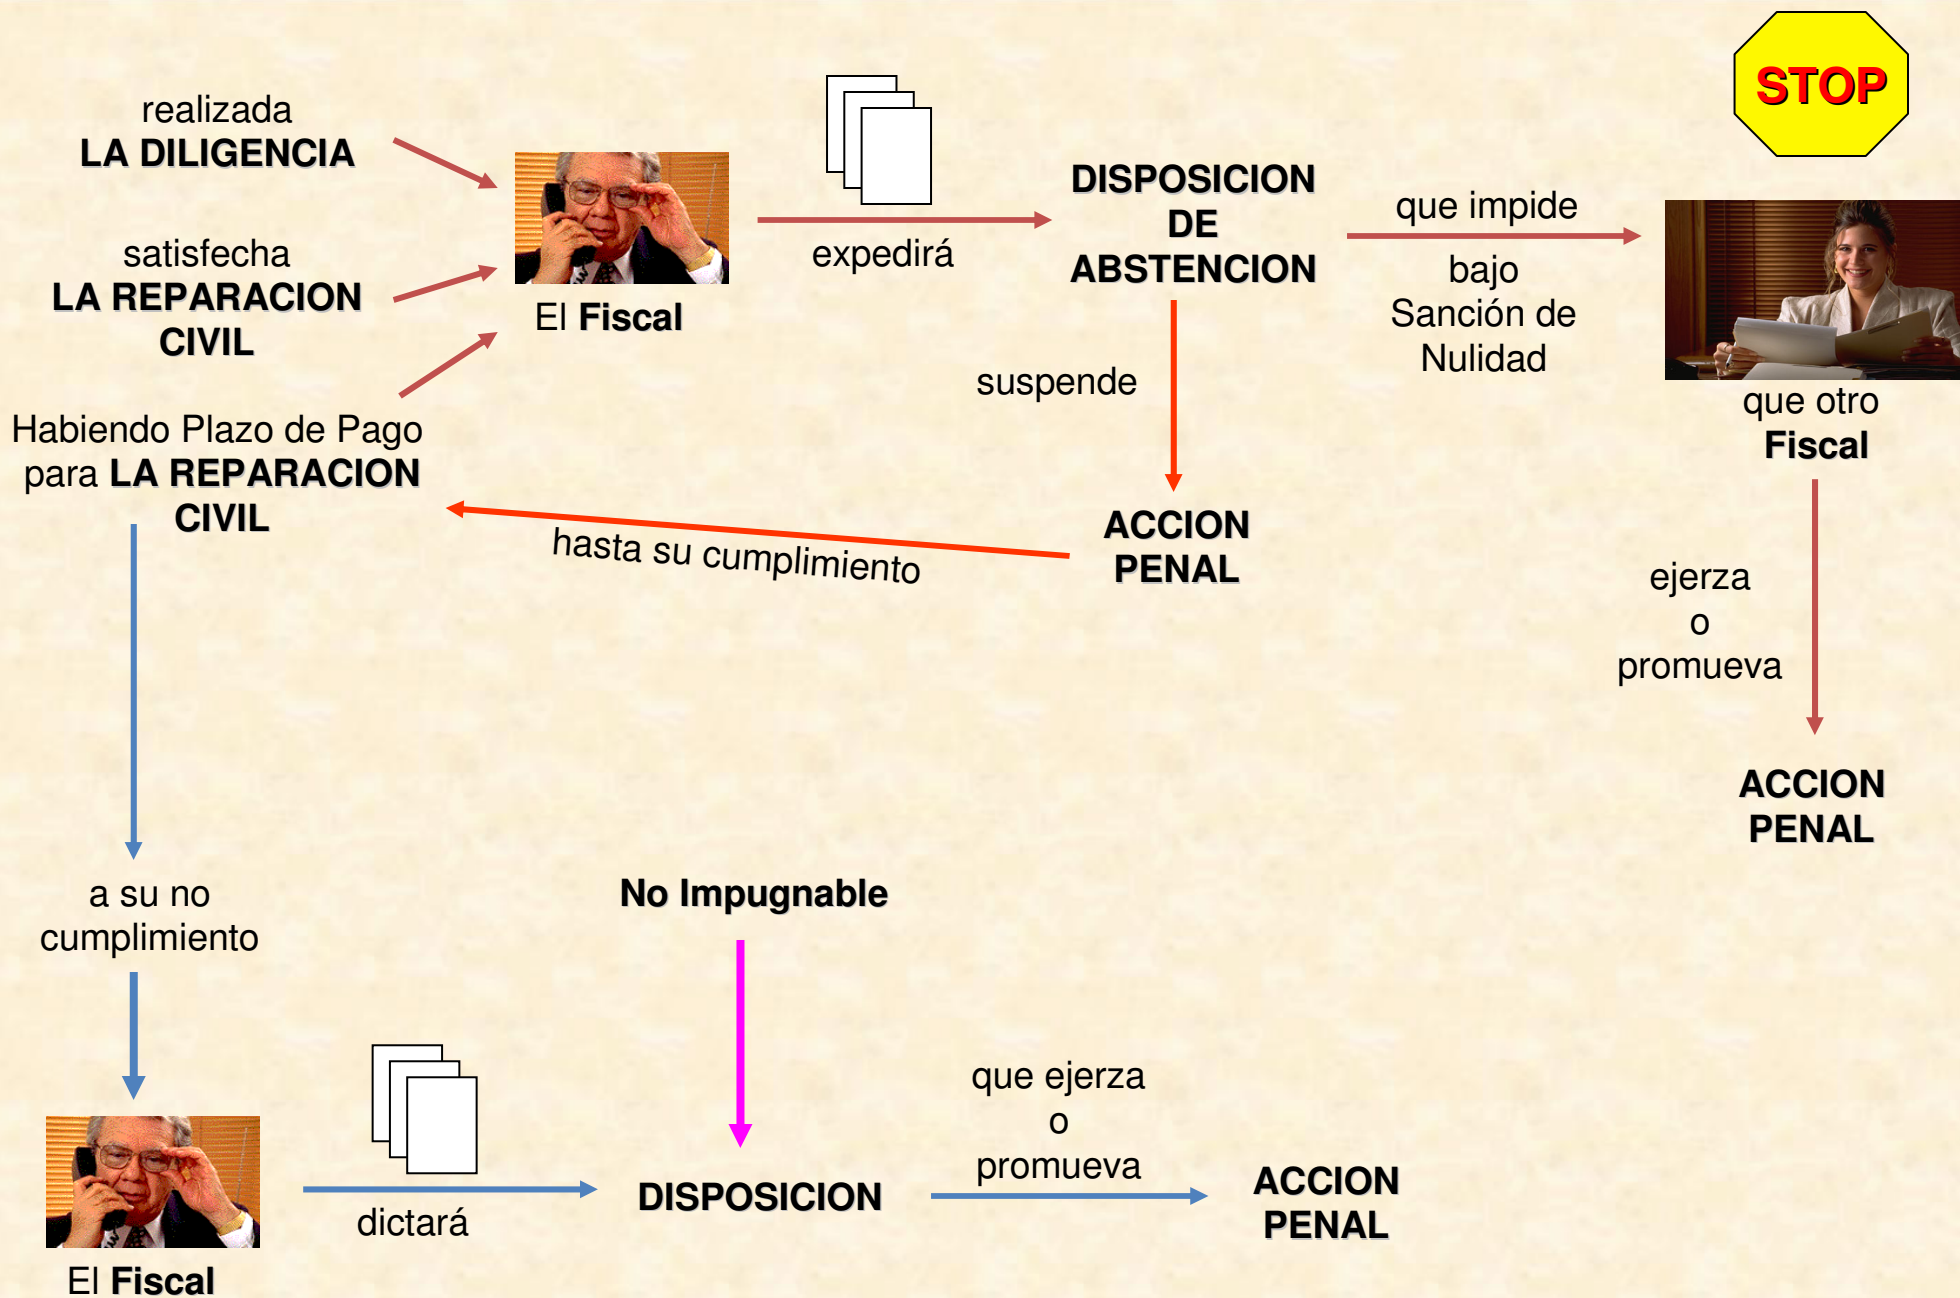 STOP
realizada
LA DILIGENCIA
satisfecha
LA REPARACION
CIVIL
Habiendo Plazo de Pago
para LA REPARACION
CIVIL
El Fiscal
expedirá
DISPOSICION
DE
ABSTENCION
que impide
bajo
Sanción de
Nulidad
que otro
Fiscal
suspende
ACCION
PENAL
hasta su cumplimiento
ejerza
o
promueva
ACCION
PENAL
a su no
cumplimiento
El Fiscal
dictará
No Impugnable
DISPOSICION
que ejerza
o
promueva
ACCION
PENAL